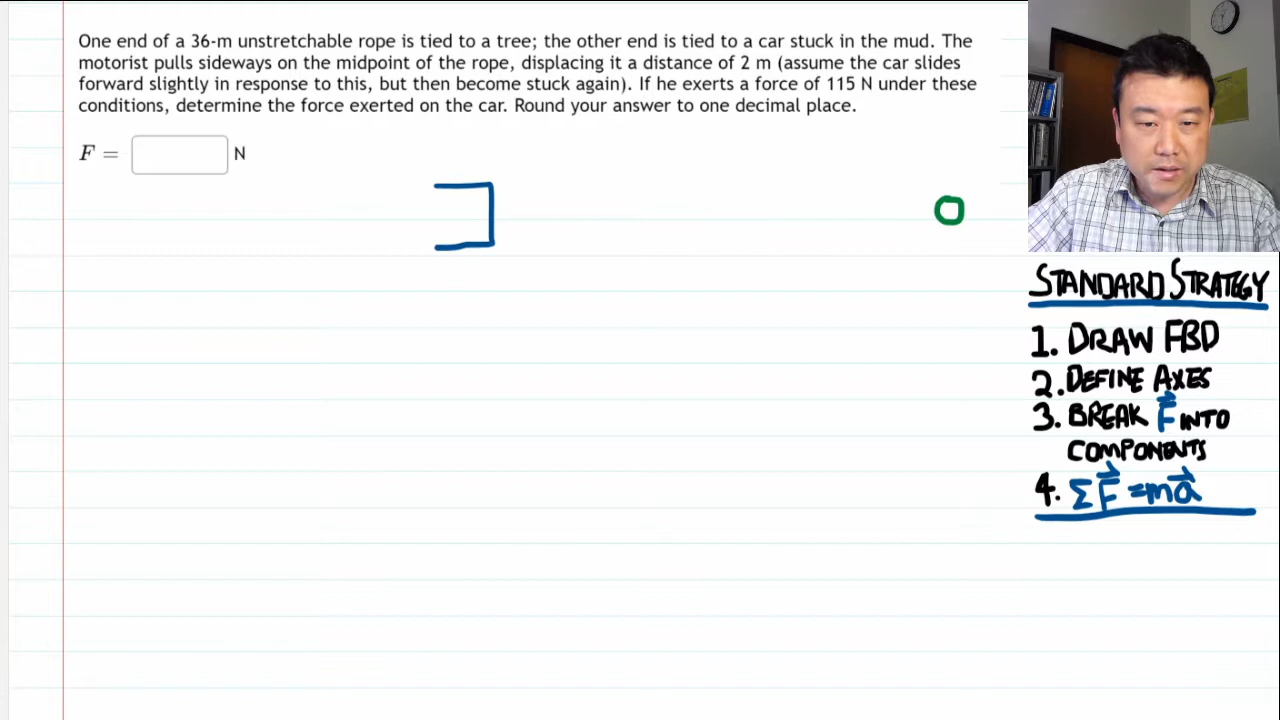 One end of a 36-m unstretchable rope is tied to a tree; the other end is tied to a car stuck in the mud. The
motorist pulls sideways on the midpoint of the rope, displacing it a distance of 2 m (assume the car slides
forward slightly in response to this, but then become stuck again). If he exerts a force of 115 N under these
conditions, determine the force exerted on the car. Round your answer to one decimal place.
F = N
STANDARD STRATEGY
1. DRAW FBD
2. DEFINE AXES
3. BREAK F⃗ INTO
COMPONENTS
4. ΣF⃗ = ma⃗